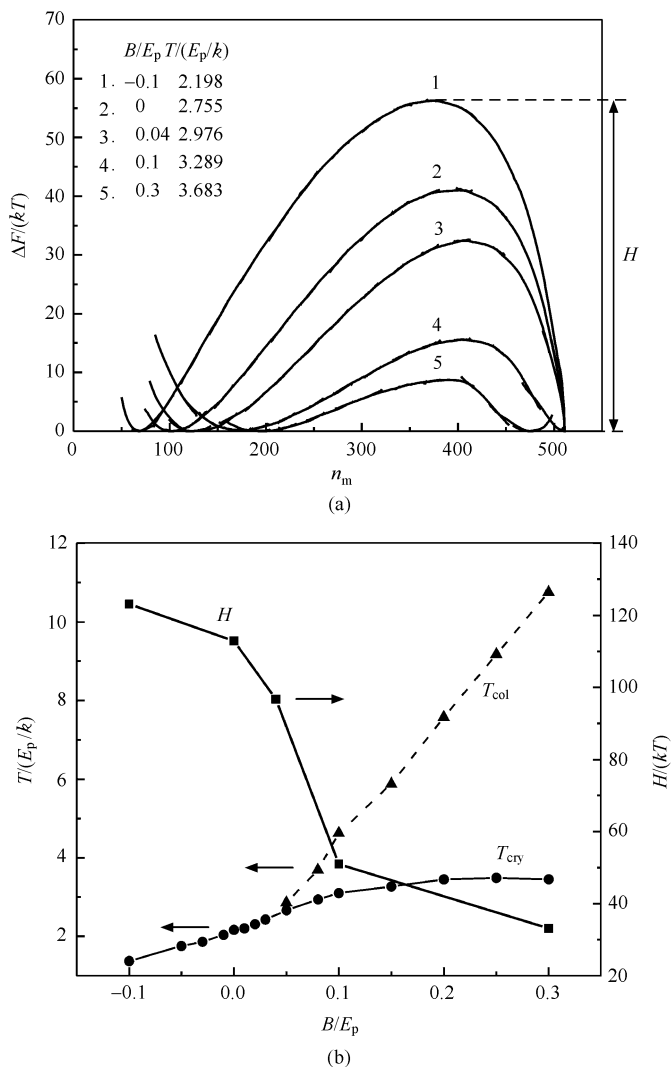 70
60
50
40
30
20
10
0
ΔF/(kT)
B/Ep T/(Ep/k)
1. −0.1 2.198
2. 0 2.755
3. 0.04 2.976
4. 0.1 3.289
5. 0.3 3.683
1
2
3
4
5
H
0 100 200 300 400 500
nm
(a)
12
10
8
6
4
2
T/(Ep/k)
140
120
100
80
60
40
20
H/(kT)
H
Tcol
Tcry
−0.1 0.0 0.1 0.2 0.3
B/Ep
(b)